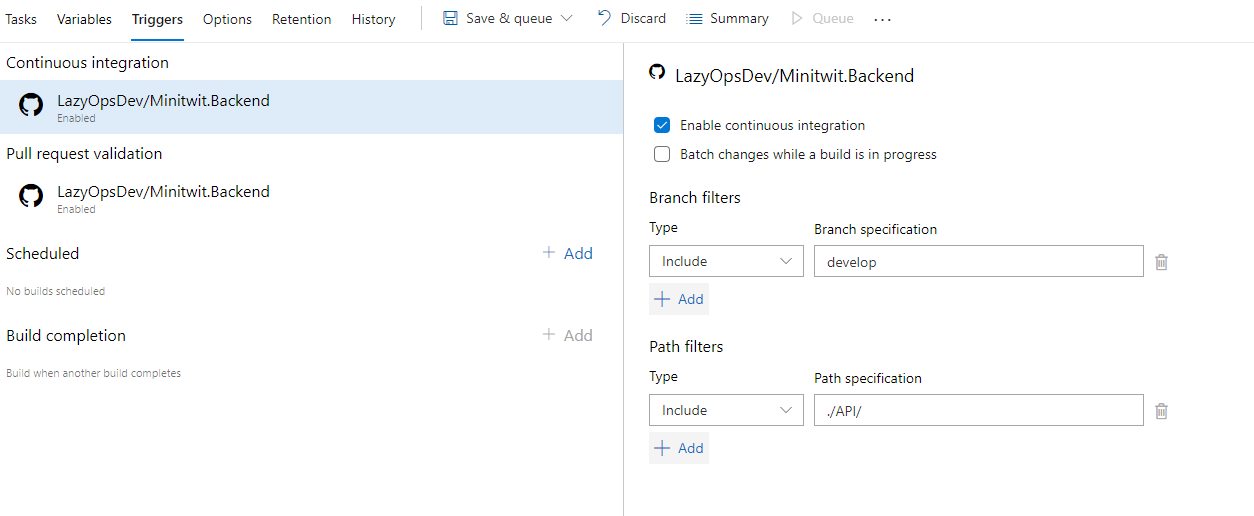 Tasks Variables Triggers Options Retention History Save & queue Discard Summary Queue ...
Continuous integration
LazyOpsDev/Minitwit.Backend
Enabled
Pull request validation
LazyOpsDev/Minitwit.Backend
Enabled
Scheduled + Add
No builds scheduled
Build completion + Add
Build when another build completes
LazyOpsDev/Minitwit.Backend
Enable continuous integration
Batch changes while a build is in progress
Branch filters
Type Branch specification
Include develop
+ Add
Path filters
Type Path specification
Include ./API/
+ Add